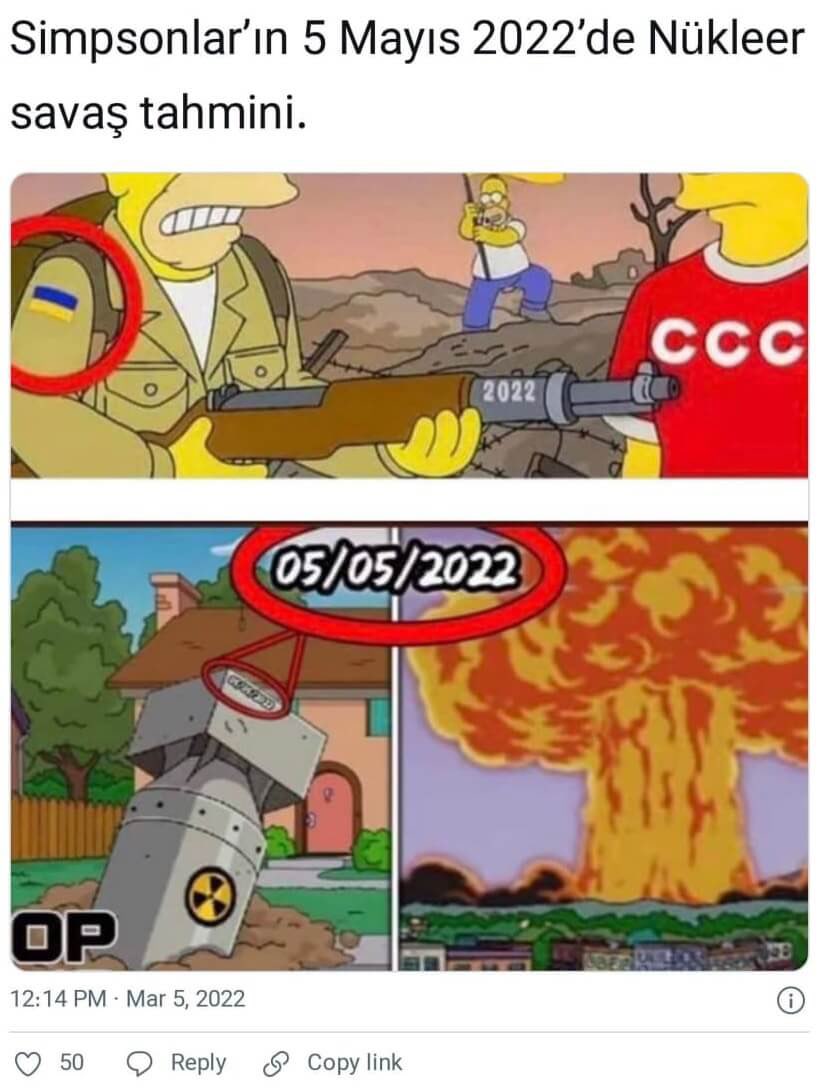 Simpsonlar’ın 5 Mayıs 2022’de Nükleer
savaş tahmini.
CCC
2022
05/05/2022
OP
12:14 PM · Mar 5, 2022
50 Reply Copy link